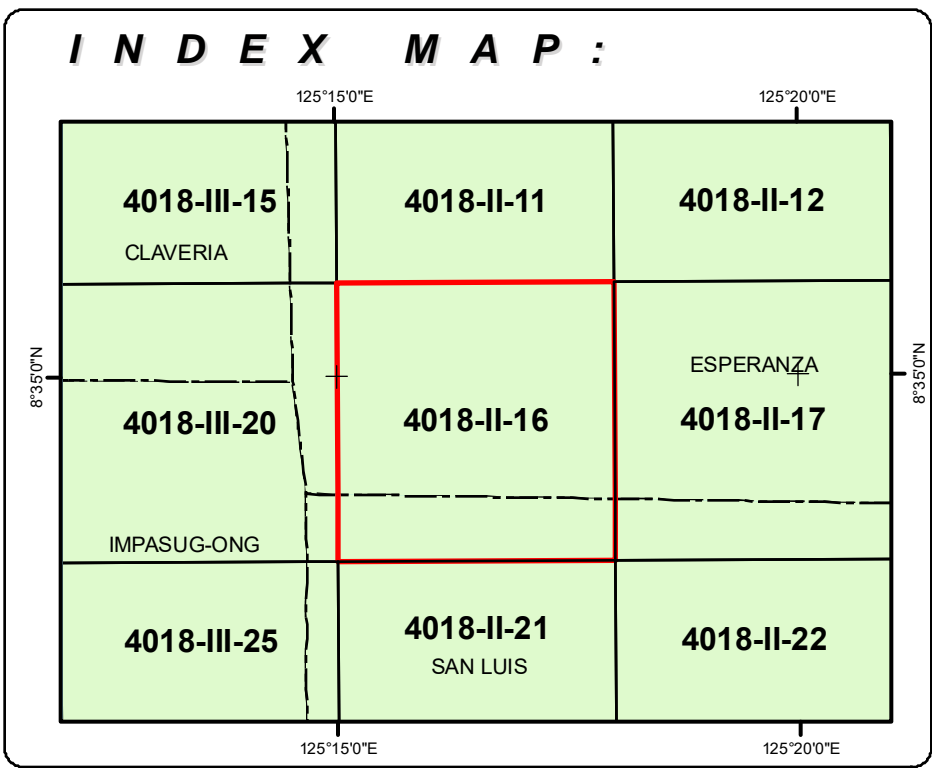 INDEX MAP:
125°15'0"E 125°20'0"E
4018-III-15 4018-II-11 4018-II-12
CLAVERIA
8°35'0"N 8°35'0"N
ESPERANZA
4018-III-20 4018-II-16 4018-II-17
IMPASUG-ONG
4018-III-25 4018-II-21 4018-II-22
SAN LUIS
125°15'0"E 125°20'0"E